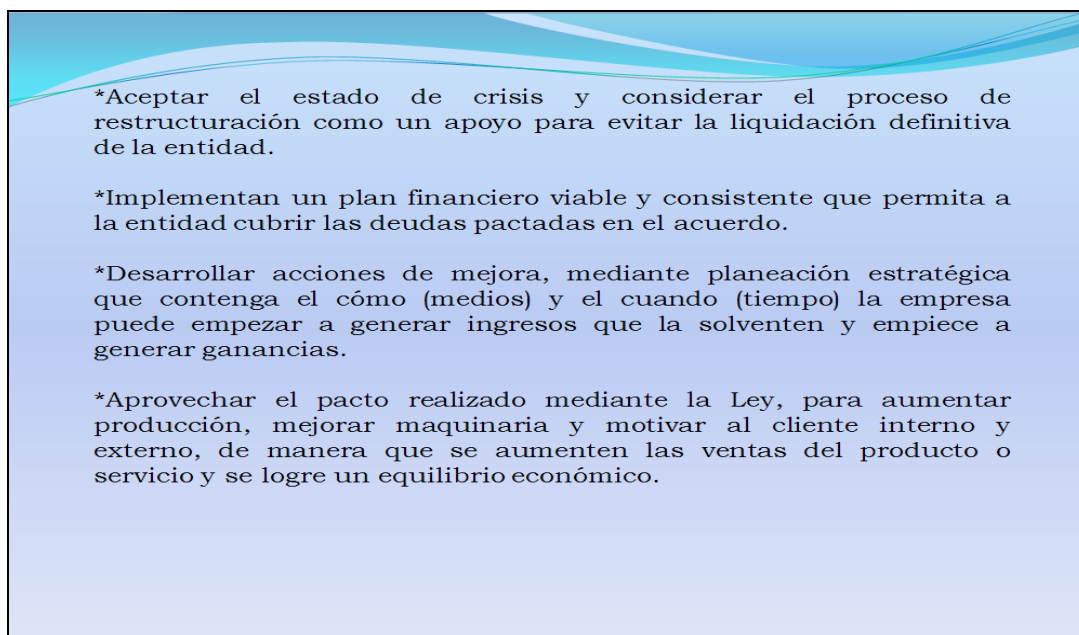 *Aceptar el estado de crisis y considerar el proceso de
restructuración como un apoyo para evitar la liquidación definitiva
de la entidad.
*Implementan un plan financiero viable y consistente que permita a
la entidad cubrir las deudas pactadas en el acuerdo.
*Desarrollar acciones de mejora, mediante planeación estratégica
que contenga el cómo (medios) y el cuando (tiempo) la empresa
puede empezar a generar ingresos que la solventen y empiece a
generar ganancias.
*Aprovechar el pacto realizado mediante la Ley, para aumentar
producción, mejorar maquinaria y motivar al cliente interno y
externo, de manera que se aumenten las ventas del producto o
servicio y se logre un equilibrio económico.